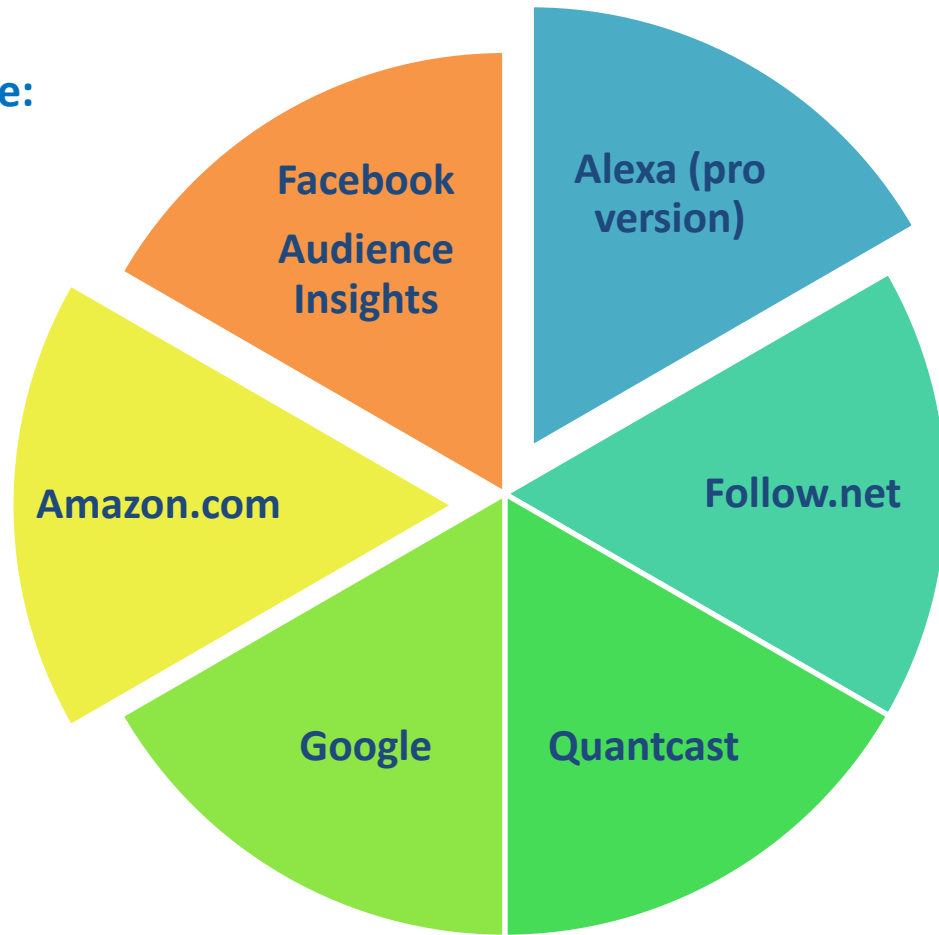 e:
Facebook
Audience
Insights
Alexa (pro
version)
Amazon.com
Follow.net
Google
Quantcast